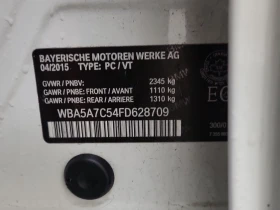 BAYERISCHE MOTOREN WERKE AG
04/2015 TYPE: PC / VT
GVWR / PNBV: 2345 kg
GAWR / PNBE: FRONT / AVANT 1110 kg
GAWR / PNBE: REAR / ARRIERE 1310 kg
WBA5A7C54FD628709